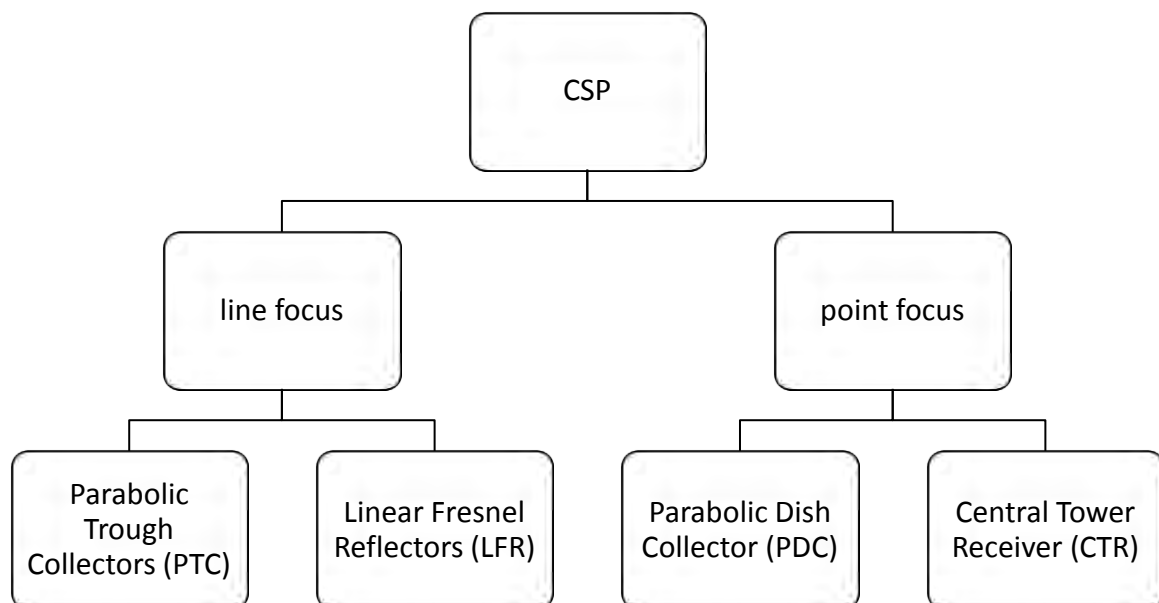 CSP
line focus
point focus
Parabolic
Trough
Collectors (PTC)
Linear Fresnel
Reflectors (LFR)
Parabolic Dish
Collector (PDC)
Central Tower
Receiver (CTR)